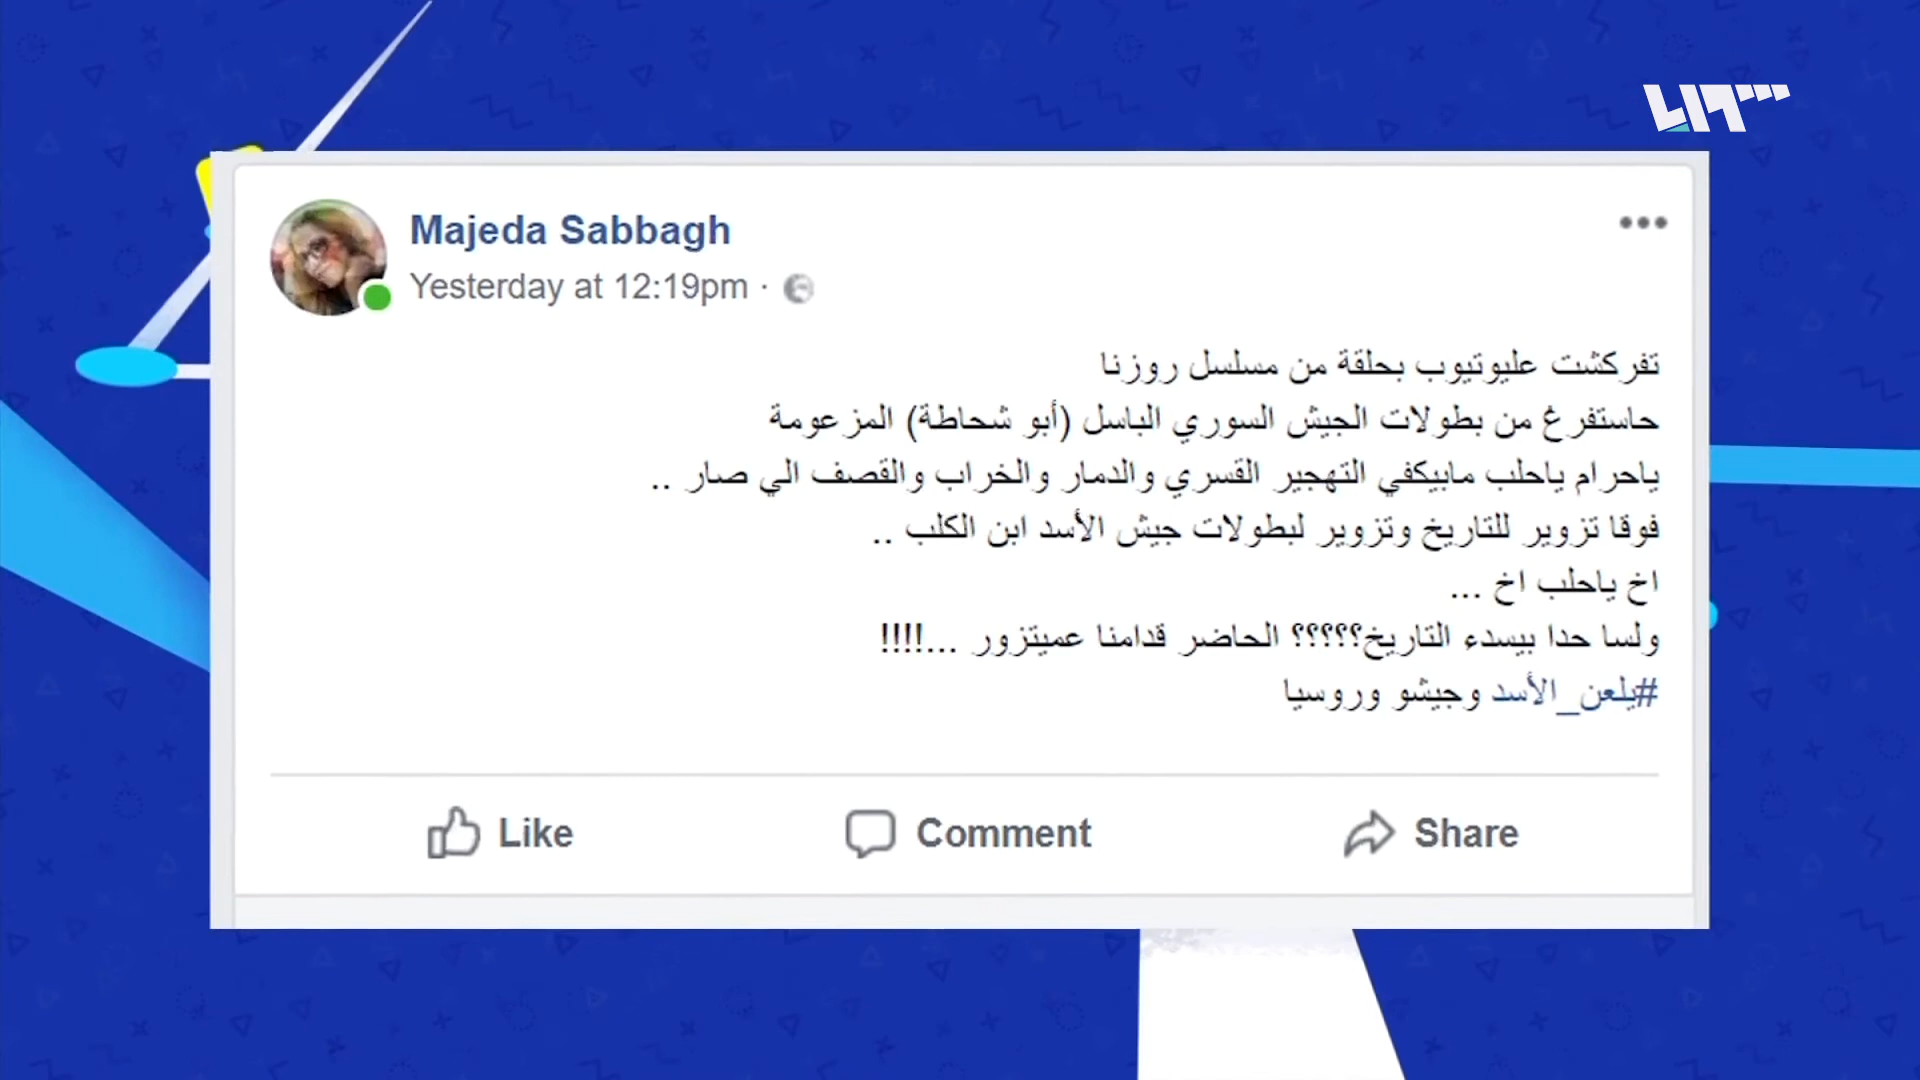 Majeda Sabbagh
Yesterday at 12:19pm ·
تفركشت عليوتيوب بحلقة من مسلسل روزنا
حاستفرغ من بطولات الجيش السوري الباسل (أبو شحاطة) المزعومة
ياحرام ياحلب مابيكفي التهجير القسري والدمار والخراب والقصف الي صار ..
فوقا تزوير للتاريخ وتزوير لبطولات جيش الأسد ابن الكلب ..
اخ ياحلب اخ ...
ولسا حدا بيسدء التاريخ؟؟؟؟؟ الحاضر قدامنا عميتزور ...!!!!
#يلعن_الأسد وجيشو وروسيا
Like
Comment
Share